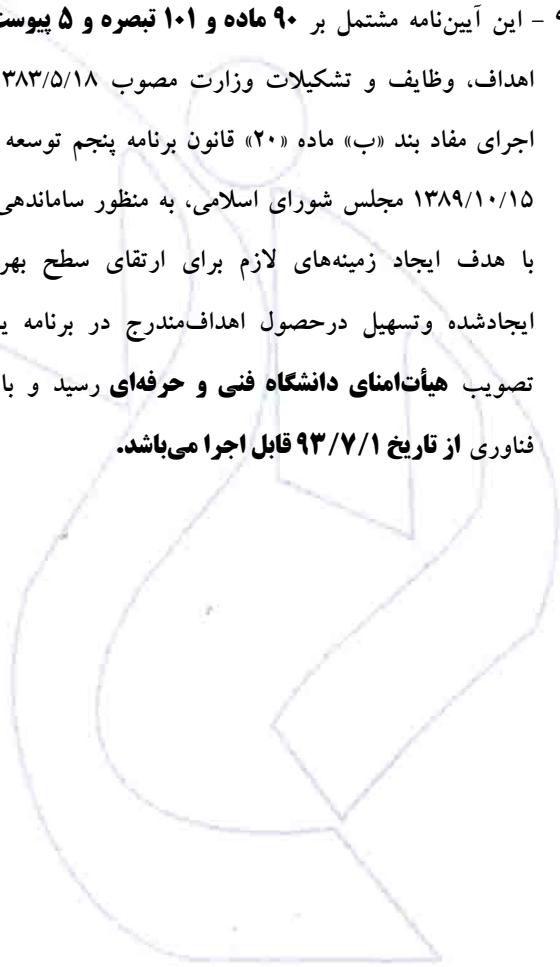 - این آیین‌نامه مشتمل بر ۹۰ ماده و ۱۰۱ تبصره و ۵ پیوست
اهداف، وظایف و تشکیلات وزارت مصوب ۱۳۸۳/۵/۱۸
اجرای مفاد بند «ب» ماده «۲۰» قانون برنامه پنجم توسعه
۱۳۸۹/۱۰/۱۵ مجلس شورای اسلامی، به منظور ساماندهی
با هدف ایجاد زمینه‌های لازم برای ارتقای سطح بهر
ایجادشده وتسهیل درحصول اهداف‌مندرج در برنامه
تصویب هیأت‌امنای دانشگاه فنی و حرفه‌ای رسید و با
فناوری از تاریخ ۹۳/۷/۱ قابل اجرا می‌باشد.